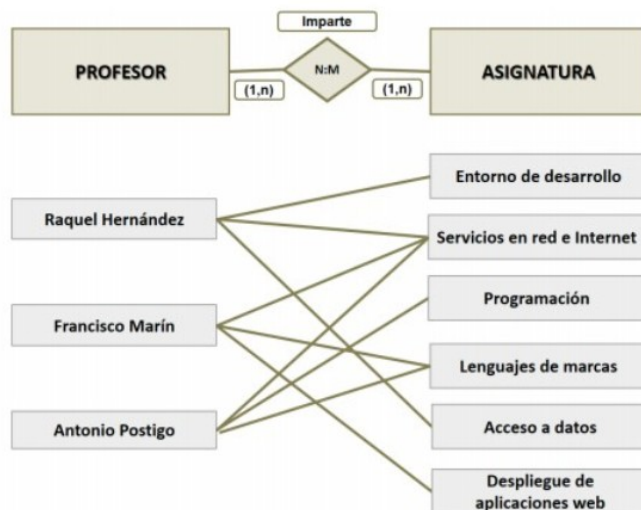 Imparte
PROFESOR
N:M
ASIGNATURA
(1,n)
(1,n)
Entorno de desarrollo
Raquel Hernández
Servicios en red e Internet
Programación
Francisco Marín
Lenguajes de marcas
Antonio Postigo
Acceso a datos
Despliegue de
aplicaciones web